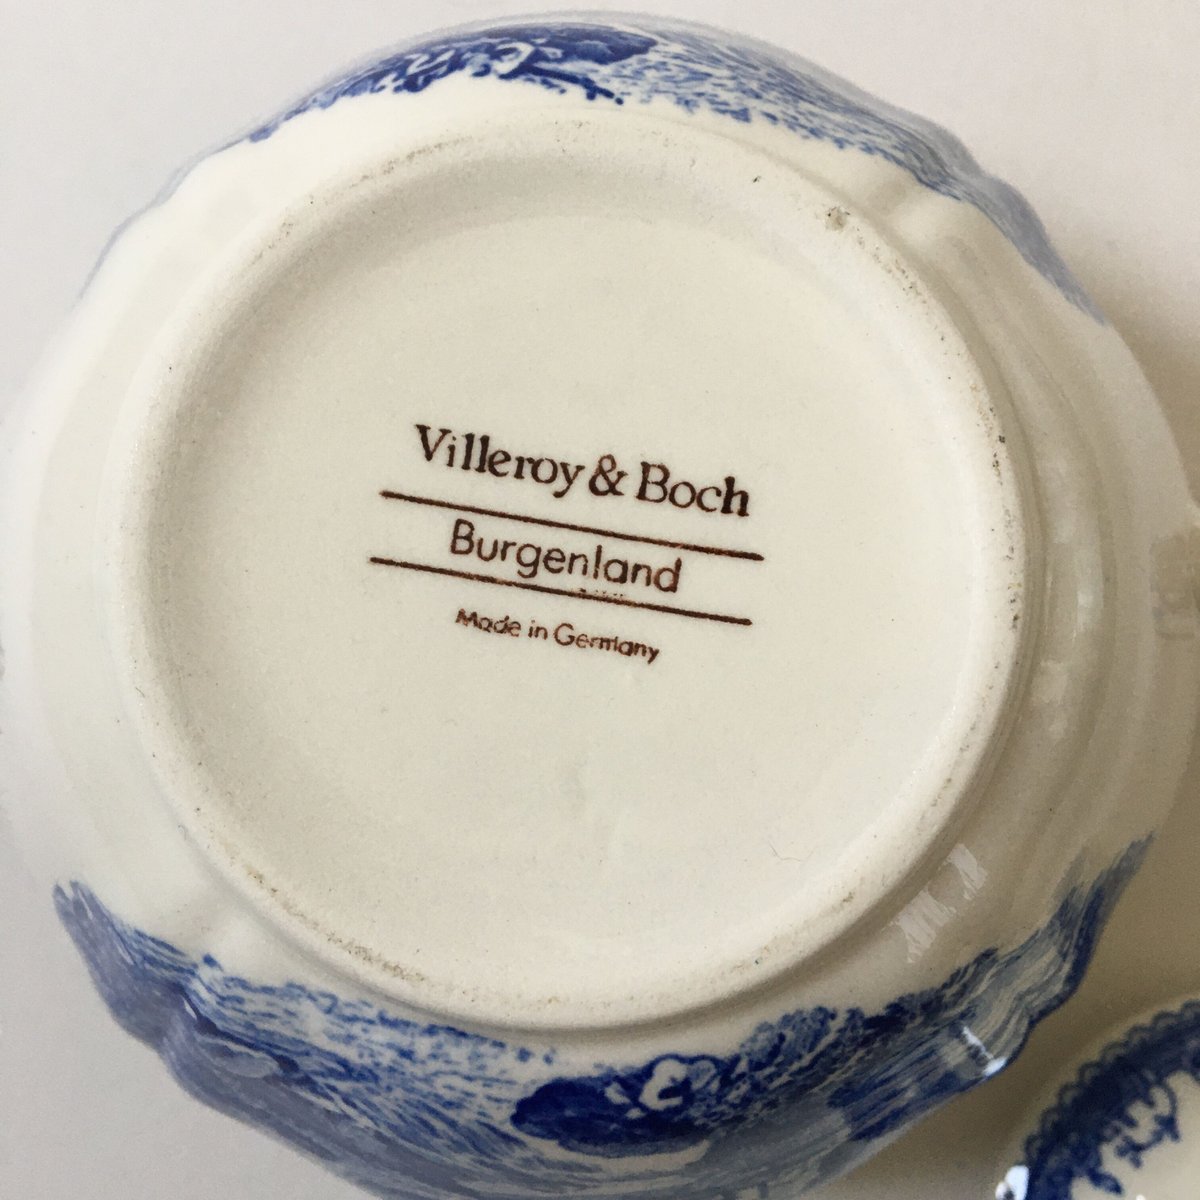 Villeroy & Boch
Burgenland
Made in Germany